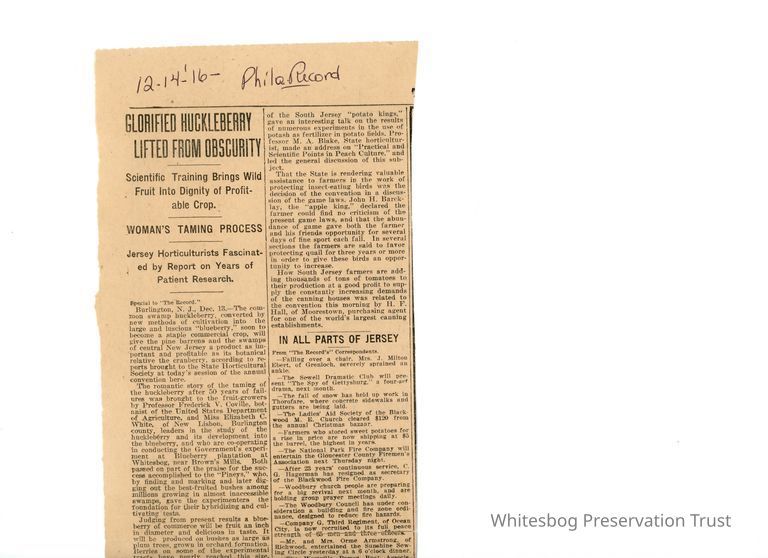 12-14-'16- Phila Record
GLORIFIED HUCKLEBERRY
LIFTED FROM OBSCURITY
Scientific Training Brings Wild
Fruit Into Dignity of Profit-
able Crop.
WOMAN'S TAMING PROCESS
Jersey Horticulturists Fascinat-
ed by Report on Years of
Patient Research.
Special to "The Record."
Burlington, N. J., Dec. 13.—The com-
mon swamp huckleberry, converted by
new methods of cultivation into the
large and luscious "blueberry," soon to
become a staple commercial crop, will
give the pine barrens and the swamps
of central New Jersey a product as im-
portant and profitable as its botanical
relative the cranberry, according to re-
ports brought to the State Horticultural
Society at today's session of the annual
convention here.
The romantic story of the taming of
the huckleberry after 50 years of fail-
ures was brought to the fruit-growers
by Professor Frederick V. Coville, bot-
anist of the United States Department
of Agriculture, and Miss Elizabeth C.
White, of New Lisbon, Burlington
county, leaders in the study of the
huckleberry and its development into
the blueberry, and who are co-operating
in conducting the Government's experi-
ment at Blueberry plantation at
Whitesbog, near Brown's Mills. Both
passed on part of the praise for the suc-
cess accomplished to the "Pineys," who,
by finding and marking and later dig-
ging out the best-fruited bushes among
millions growing in almost inaccessible
swamps, gave the experimenters the
foundation for their hybridizing and cul-
tivating tests.
Judging from present results a blue-
berry of commerce will be fruit an inch
in diameter and delicious in taste. It
will be produced on bushes as large as
plum trees, grown in orchard formation.
Berries on some of the experimental
of the South Jersey "potato kings,"
gave an interesting talk on the results
of numerous experiments in the use of
potash as fertilizer in potato fields. Pro-
fessor M. A. Blake, State horticultur-
ist, made an address on "Practical and
Scientific Points in Peach Culture," and
led the general discussion of this sub-
ject.
That the State is rendering valuable
assistance to farmers in the work of
protecting insect-eating birds was the
decision of the convention in a discus-
sion of the game laws. John H. Barck-
lay, the "apple king," declared the
farmer could find no criticism of the
present game laws, and that the abun-
dance of game gave both the farmer
and his friends opportunity for several
days of fine sport each fall. In several
sections the farmers are said to favor
protecting quail for three years or more
in order to give these birds an oppor-
tunity to increase.
How South Jersey farmers are add-
ing thousands of tons of tomatoes to
their production at a good profit to sup-
ply the constantly increasing demands
of the canning houses was related to
the convention this morning by H. F.
Hall, of Moorestown, purchasing agent
for one of the world's largest canning
establishments.
IN ALL PARTS OF JERSEY
From "The Record's" Correspondents.
—Falling over a chair, Mrs. J. Milton
Ebert, of Grenloch, severely sprained an
ankle.
—The Sewell Dramatic Club will pre-
sent "The Spy of Gettysburg," a four-act
drama, next month.
—The fall of snow has held up work in
Thorofare, where concrete sidewalks and
gutters are being laid.
—The Ladies' Aid Society of the Black-
wood M. E. Church cleared $120 from
the annual Christmas bazaar.
—Farmers who stored sweet potatoes for
a rise in price are now shipping at $5
the barrel, the highest in years.
—The National Park Fire Company will
entertain the Gloucester County Firemen's
Association next Thursday night.
—After 23 years' continuous service, C.
G. Hagerman has resigned as secretary
of the Blackwood Fire Company.
—Woodbury church people are preparing
for a big revival next month, and are
holding group prayer meetings daily.
—The Woodbury Council has under con-
sideration a building and fire zone ordi-
nance, designed to reduce fire hazards.
—Company G, Third Regiment, of Ocean
City, is now recruited to its full peace
strength of 65 men and three officers.
—Mr. and Mrs. Orme Armstrong, of
Richwood, entertained the Sunshine Sew-
ing Circle yesterday at a 6 o'clock dinner.
Whitesbog Preservation Trust